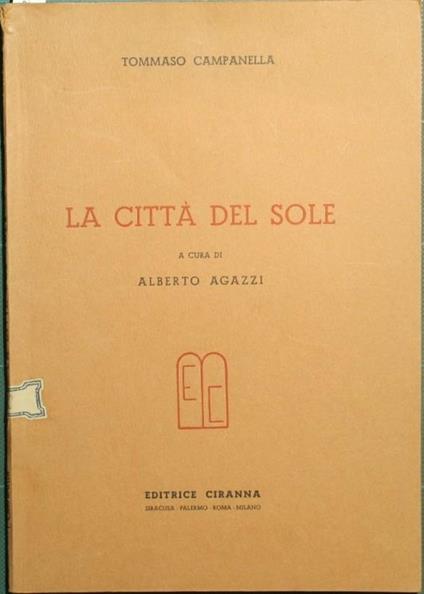 TOMMASO CAMPANELLA
LA CITTÀ DEL SOLE
A CURA DI
ALBERTO AGAZZI
EC
EDITRICE CIRANNA
SIRACUSA - PALERMO - ROMA - MILANO